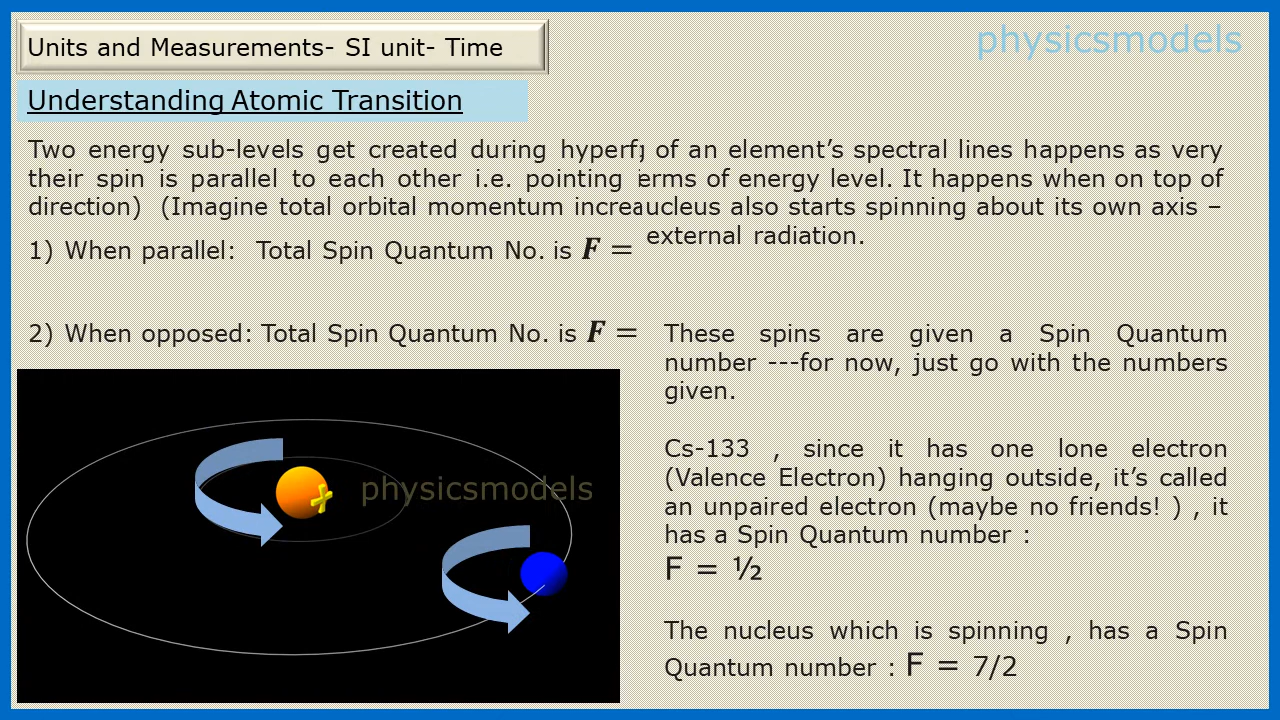 Units and Measurements- SI unit- Time
physicsmodels
Understanding Atomic Transition
Two energy sub-levels get created during hyperf; of an element’s spectral lines happens as very
their spin is parallel to each other i.e. pointing erms of energy level. It happens when on top of
direction) (Imagine total orbital momentum increaucleus also starts spinning about its own axis –
external radiation.
1) When parallel: Total Spin Quantum No. is F =
2) When opposed: Total Spin Quantum No. is F =
These spins are given a Spin Quantum
number ---for now, just go with the numbers
given.
Cs-133 , since it has one lone electron
(Valence Electron) hanging outside, it’s called
an unpaired electron (maybe no friends! ) , it
has a Spin Quantum number :
F = ½
The nucleus which is spinning , has a Spin
Quantum number : F = 7/2
+
physicsmodels